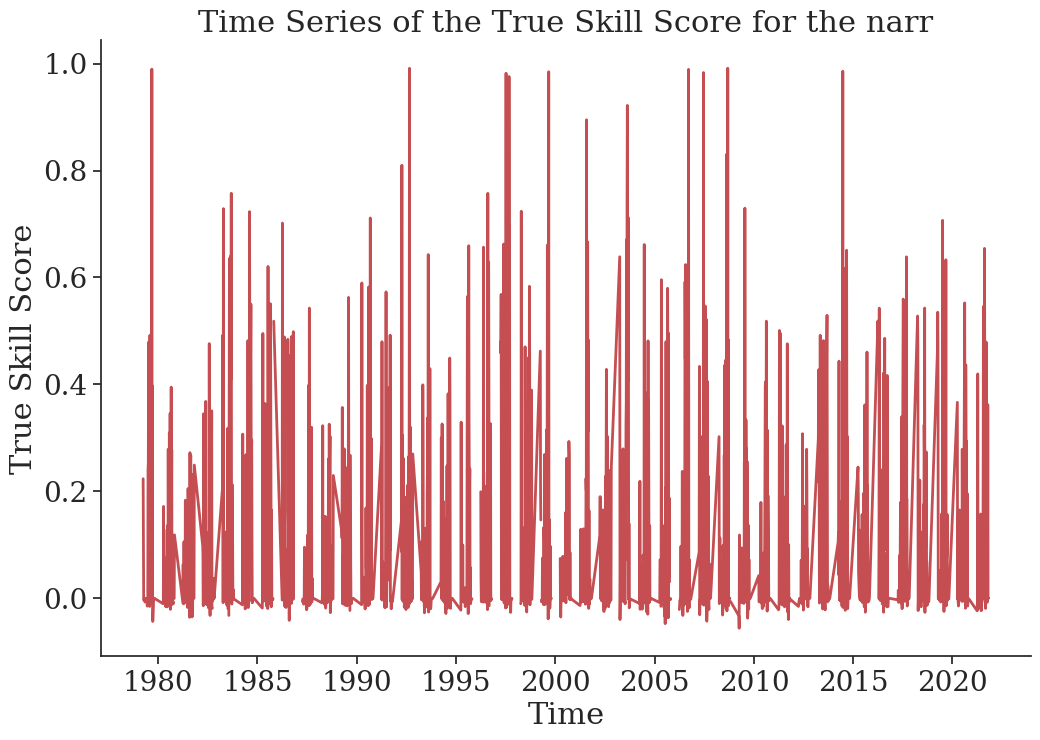 Time Series of the True Skill Score for the narr
1.0
0.8
0.6
0.4
0.2
0.0
True Skill Score
1980 1985 1990 1995 2000 2005 2010 2015 2020
Time